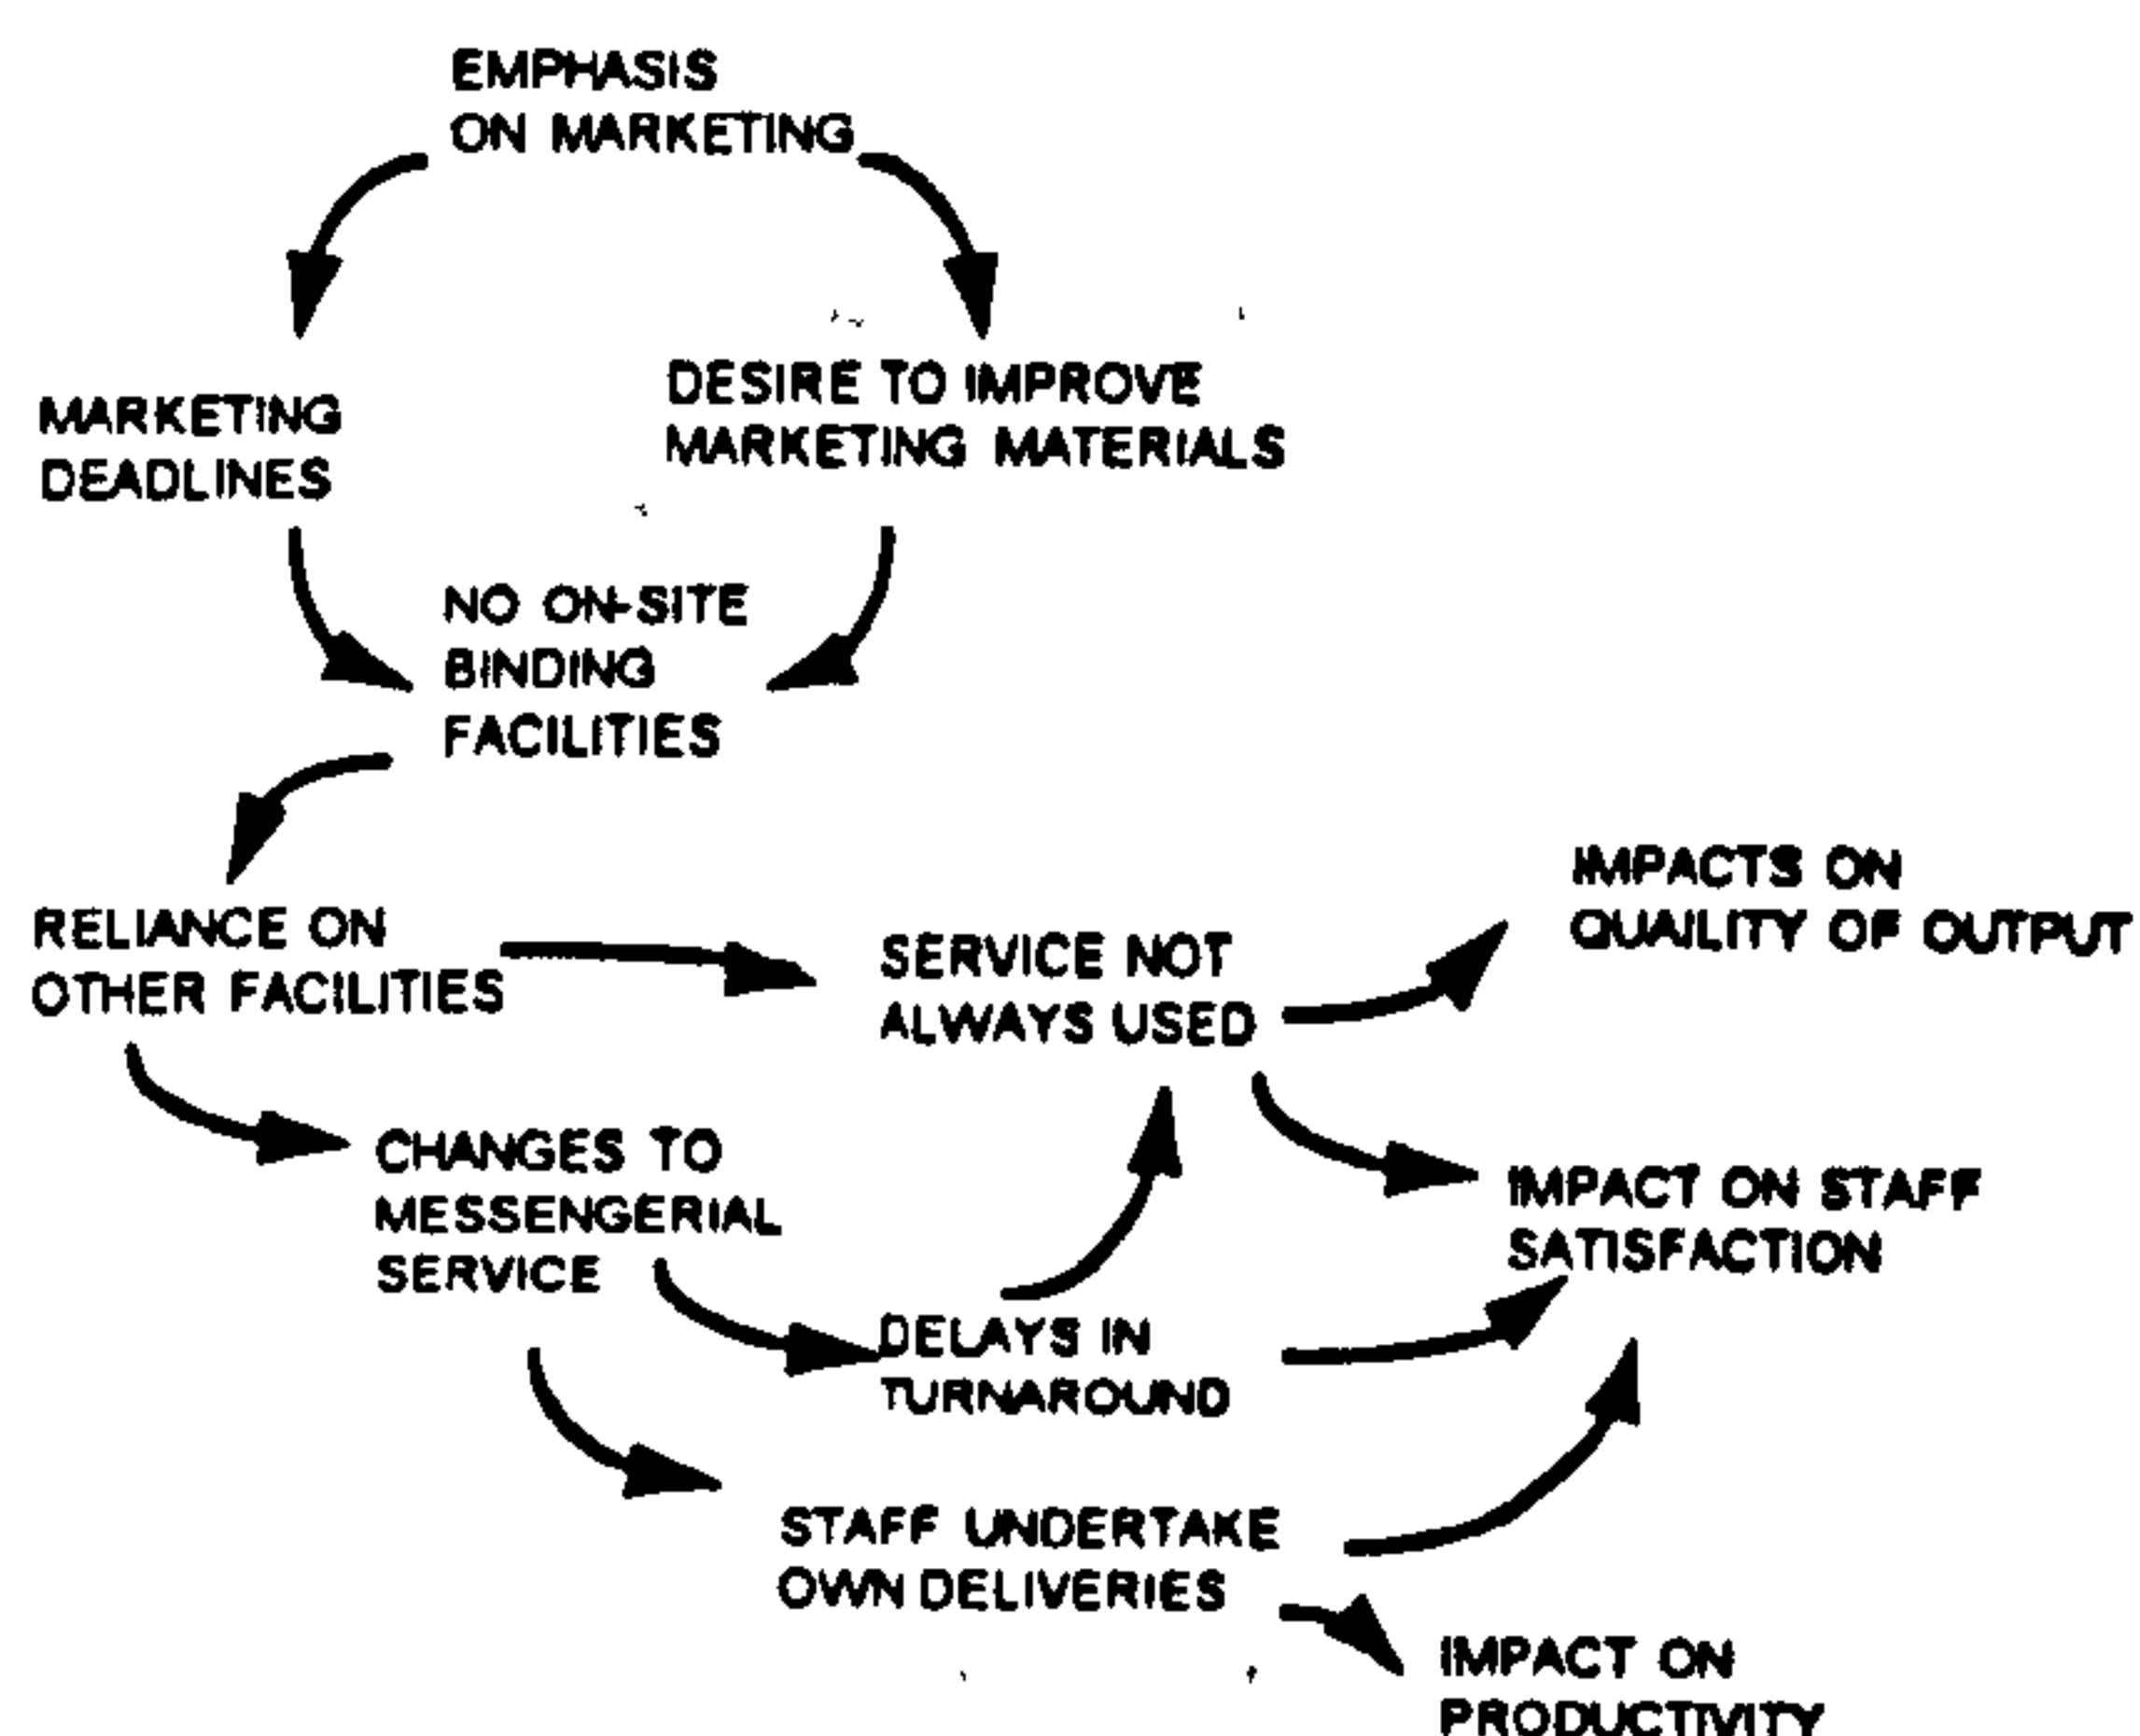 EMPHASIS
ON MARKETING
MARKETING
DEADLINES
DESIRE TO IMPROVE
MARKETING MATERIALS
NO ON-SITE
BINDING
FACILITIES
RELIANCE ON
OTHER FACILITIES
SERVICE NOT
ALWAYS USED
IMPACTS ON
QUAILITY OF OUTPUT
CHANGES TO
MESSENGERIAL
SERVICE
IMPACT ON STAFF
SATISFACTION
DELAYS IN
TURNAROUND
STAFF UNDERTAKE
OWN DELIVERIES
IMPACT ON
PRODUCTIVITY